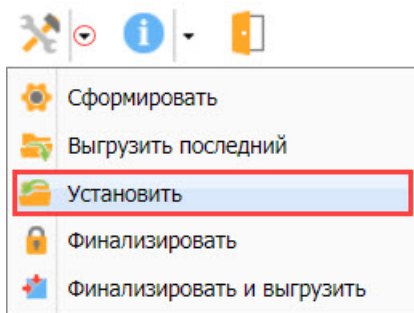 Сформировать
Выгрузить последний
Установить
Финализировать
Финализировать и выгрузить